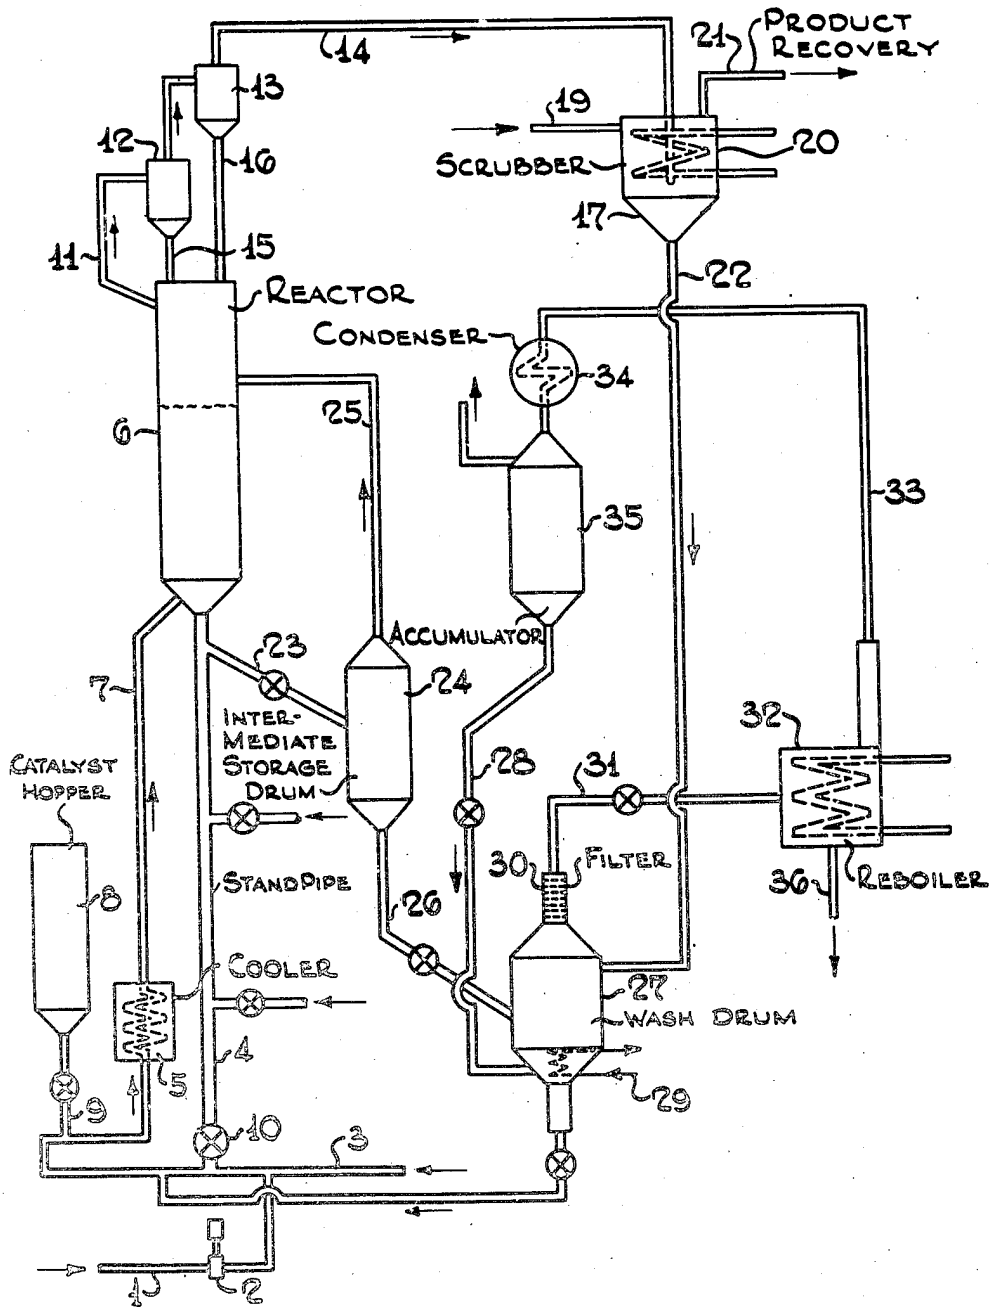 PRODUCT
RECOVERY
21
14
13
19
12
SCRUBBER
20
16
17
11
15
22
REACTOR
CONDENSER
34
25
6
33
35
ACCUMULATOR
23
7
24
INTER-
MEDIATE
STORAGE
DRUM
32
28
31
CATALYST
HOPPER
30
FILTER
STANDPIPE
36
REBOILER
8
26
COOLER
27
WASH DRUM
4
5
29
9
10
3
1
2